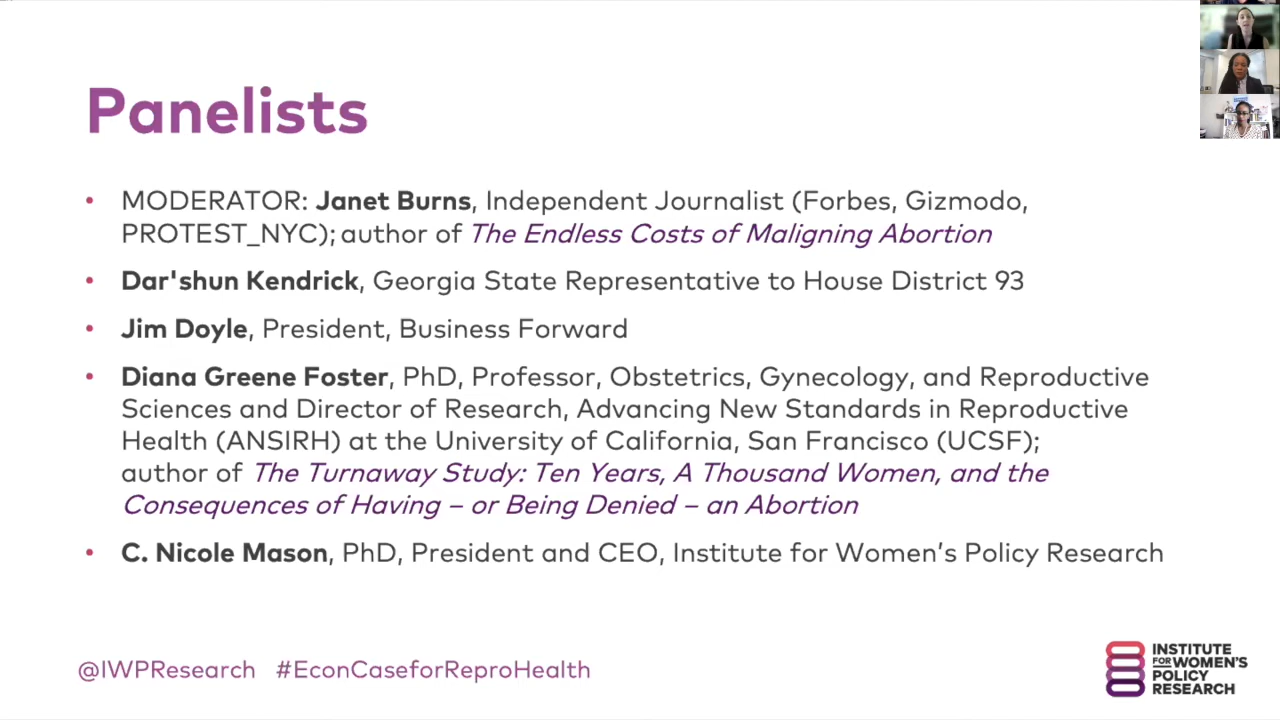 Panelists
• MODERATOR: Janet Burns, Independent Journalist (Forbes, Gizmodo,
PROTEST_NYC); author of The Endless Costs of Maligning Abortion
• Dar'shun Kendrick, Georgia State Representative to House District 93
• Jim Doyle, President, Business Forward
• Diana Greene Foster, PhD, Professor, Obstetrics, Gynecology, and Reproductive
Sciences and Director of Research, Advancing New Standards in Reproductive
Health (ANSIRH) at the University of California, San Francisco (UCSF);
author of The Turnaway Study: Ten Years, A Thousand Women, and the
Consequences of Having – or Being Denied – an Abortion
• C. Nicole Mason, PhD, President and CEO, Institute for Women’s Policy Research
@IWPResearch #EconCaseforReproHealth
INSTITUTE
FOR WOMEN'S
POLICY
RESEARCH